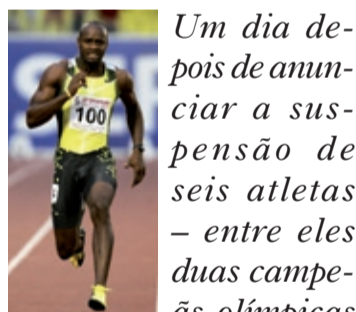 100
Um dia de-
pois de anun-
ciar a sus-
pensão de
seis atletas
– entre eles
duas campe-
ãs olímpicas